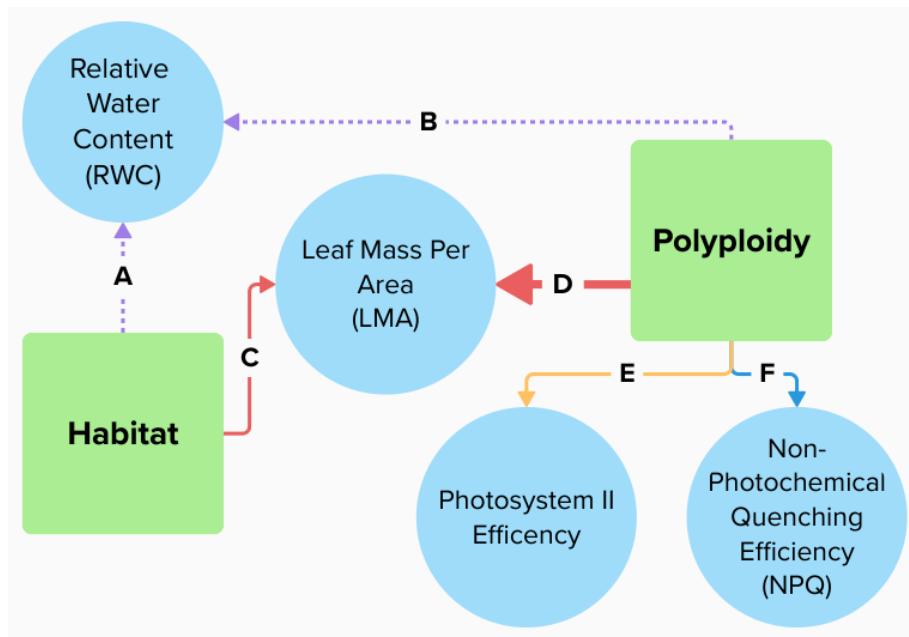 Relative
Water
Content
(RWC)
B
Polyploidy
A
Leaf Mass Per
Area
(LMA)
D
C
Habitat
E
F
Photosystem II
Efficency
Non-
Photochemical
Quenching
Efficiency
(NPQ)